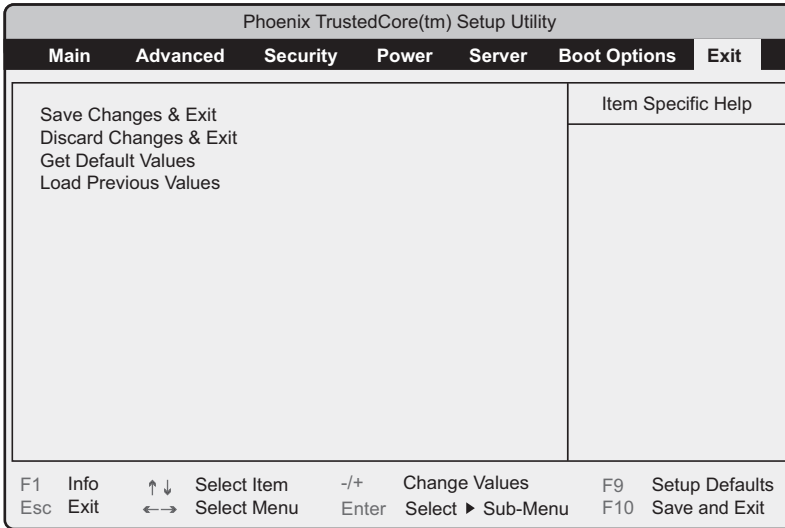 Phoenix TrustedCore(tm) Setup Utility
Main Advanced Security Power Server Boot Options Exit
Save Changes & Exit
Discard Changes & Exit
Get Default Values
Load Previous Values
Item Specific Help
F1 Info ↑↓ Select Item -/+ Change Values F9 Setup Defaults
Esc Exit ←→ Select Menu Enter Select ▶ Sub-Menu F10 Save and Exit